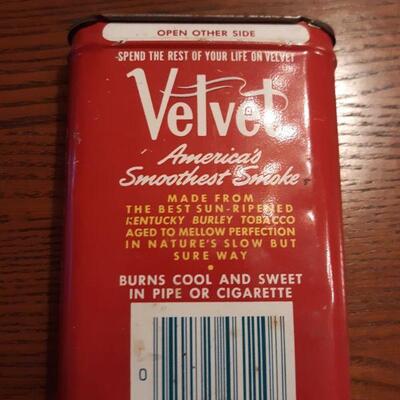 OPEN OTHER SIDE
SPEND THE REST OF YOUR LIFE ON VELVET
Velvet
America's
Smoothest Smoke
MADE FROM
THE BEST SUN-RIPENED
KENTUCKY BURLEY TOBACCO
AGED TO MELLOW PERFECTION
IN NATURE'S SLOW BUT
SURE WAY
BURNS COOL AND SWEET
IN PIPE OR CIGARETTE
0